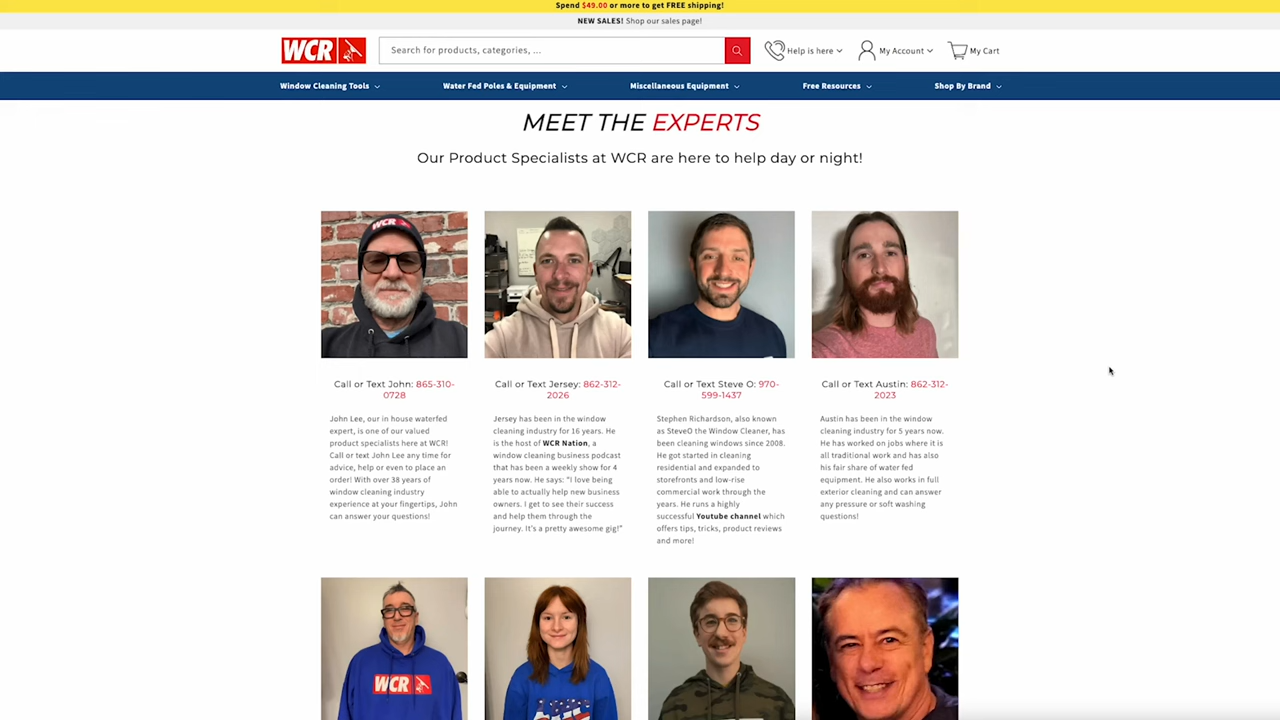 Spend $49.00 or more to get FREE shipping!
NEW SALES! Shop our sales page!
WCR
Search for products, categories, ...
Help is here
My Account
My Cart
Window Cleaning Tools
Water Fed Poles & Equipment
Miscellaneous Equipment
Free Resources
Shop By Brand
MEET THE EXPERTS
Our Product Specialists at WCR are here to help day or night!
WCR
Call or Text John: 865-310-
0728
John Lee, our in house waterfed
expert, is one of our valued
product specialists here at WCR!
Call or text John Lee any time for
advice, help or even to place an
order! With over 38 years of
window cleaning industry
experience at your fingertips, John
can answer your questions!
Call or Text Jersey: 862-312-
2026
Jersey has been in the window
cleaning industry for 16 years. He
is the host of WCR Nation, a
window cleaning business podcast
that has been a weekly show for 4
years now. He says: “I love being
able to actually help new business
owners. I get to see their success
and help them through the
journey. It’s a pretty awesome gig!”
Call or Text Steve O: 970-
599-1437
Stephen Richardson, also known
as SteveO the Window Cleaner, has
been cleaning windows since 2008.
He got started in cleaning
residential and expanded to
storefronts and low-rise
commercial work through the
years. He runs a highly
successful Youtube channel which
offers tips, tricks, product reviews
and more!
Call or Text Austin: 862-312-
2023
Austin has been in the window
cleaning industry for 5 years now.
He has worked on jobs where it is
all traditional work and has also
his fair share of water fed
equipment. He also works in full
exterior cleaning and can answer
any pressure or soft washing
questions!
WCR